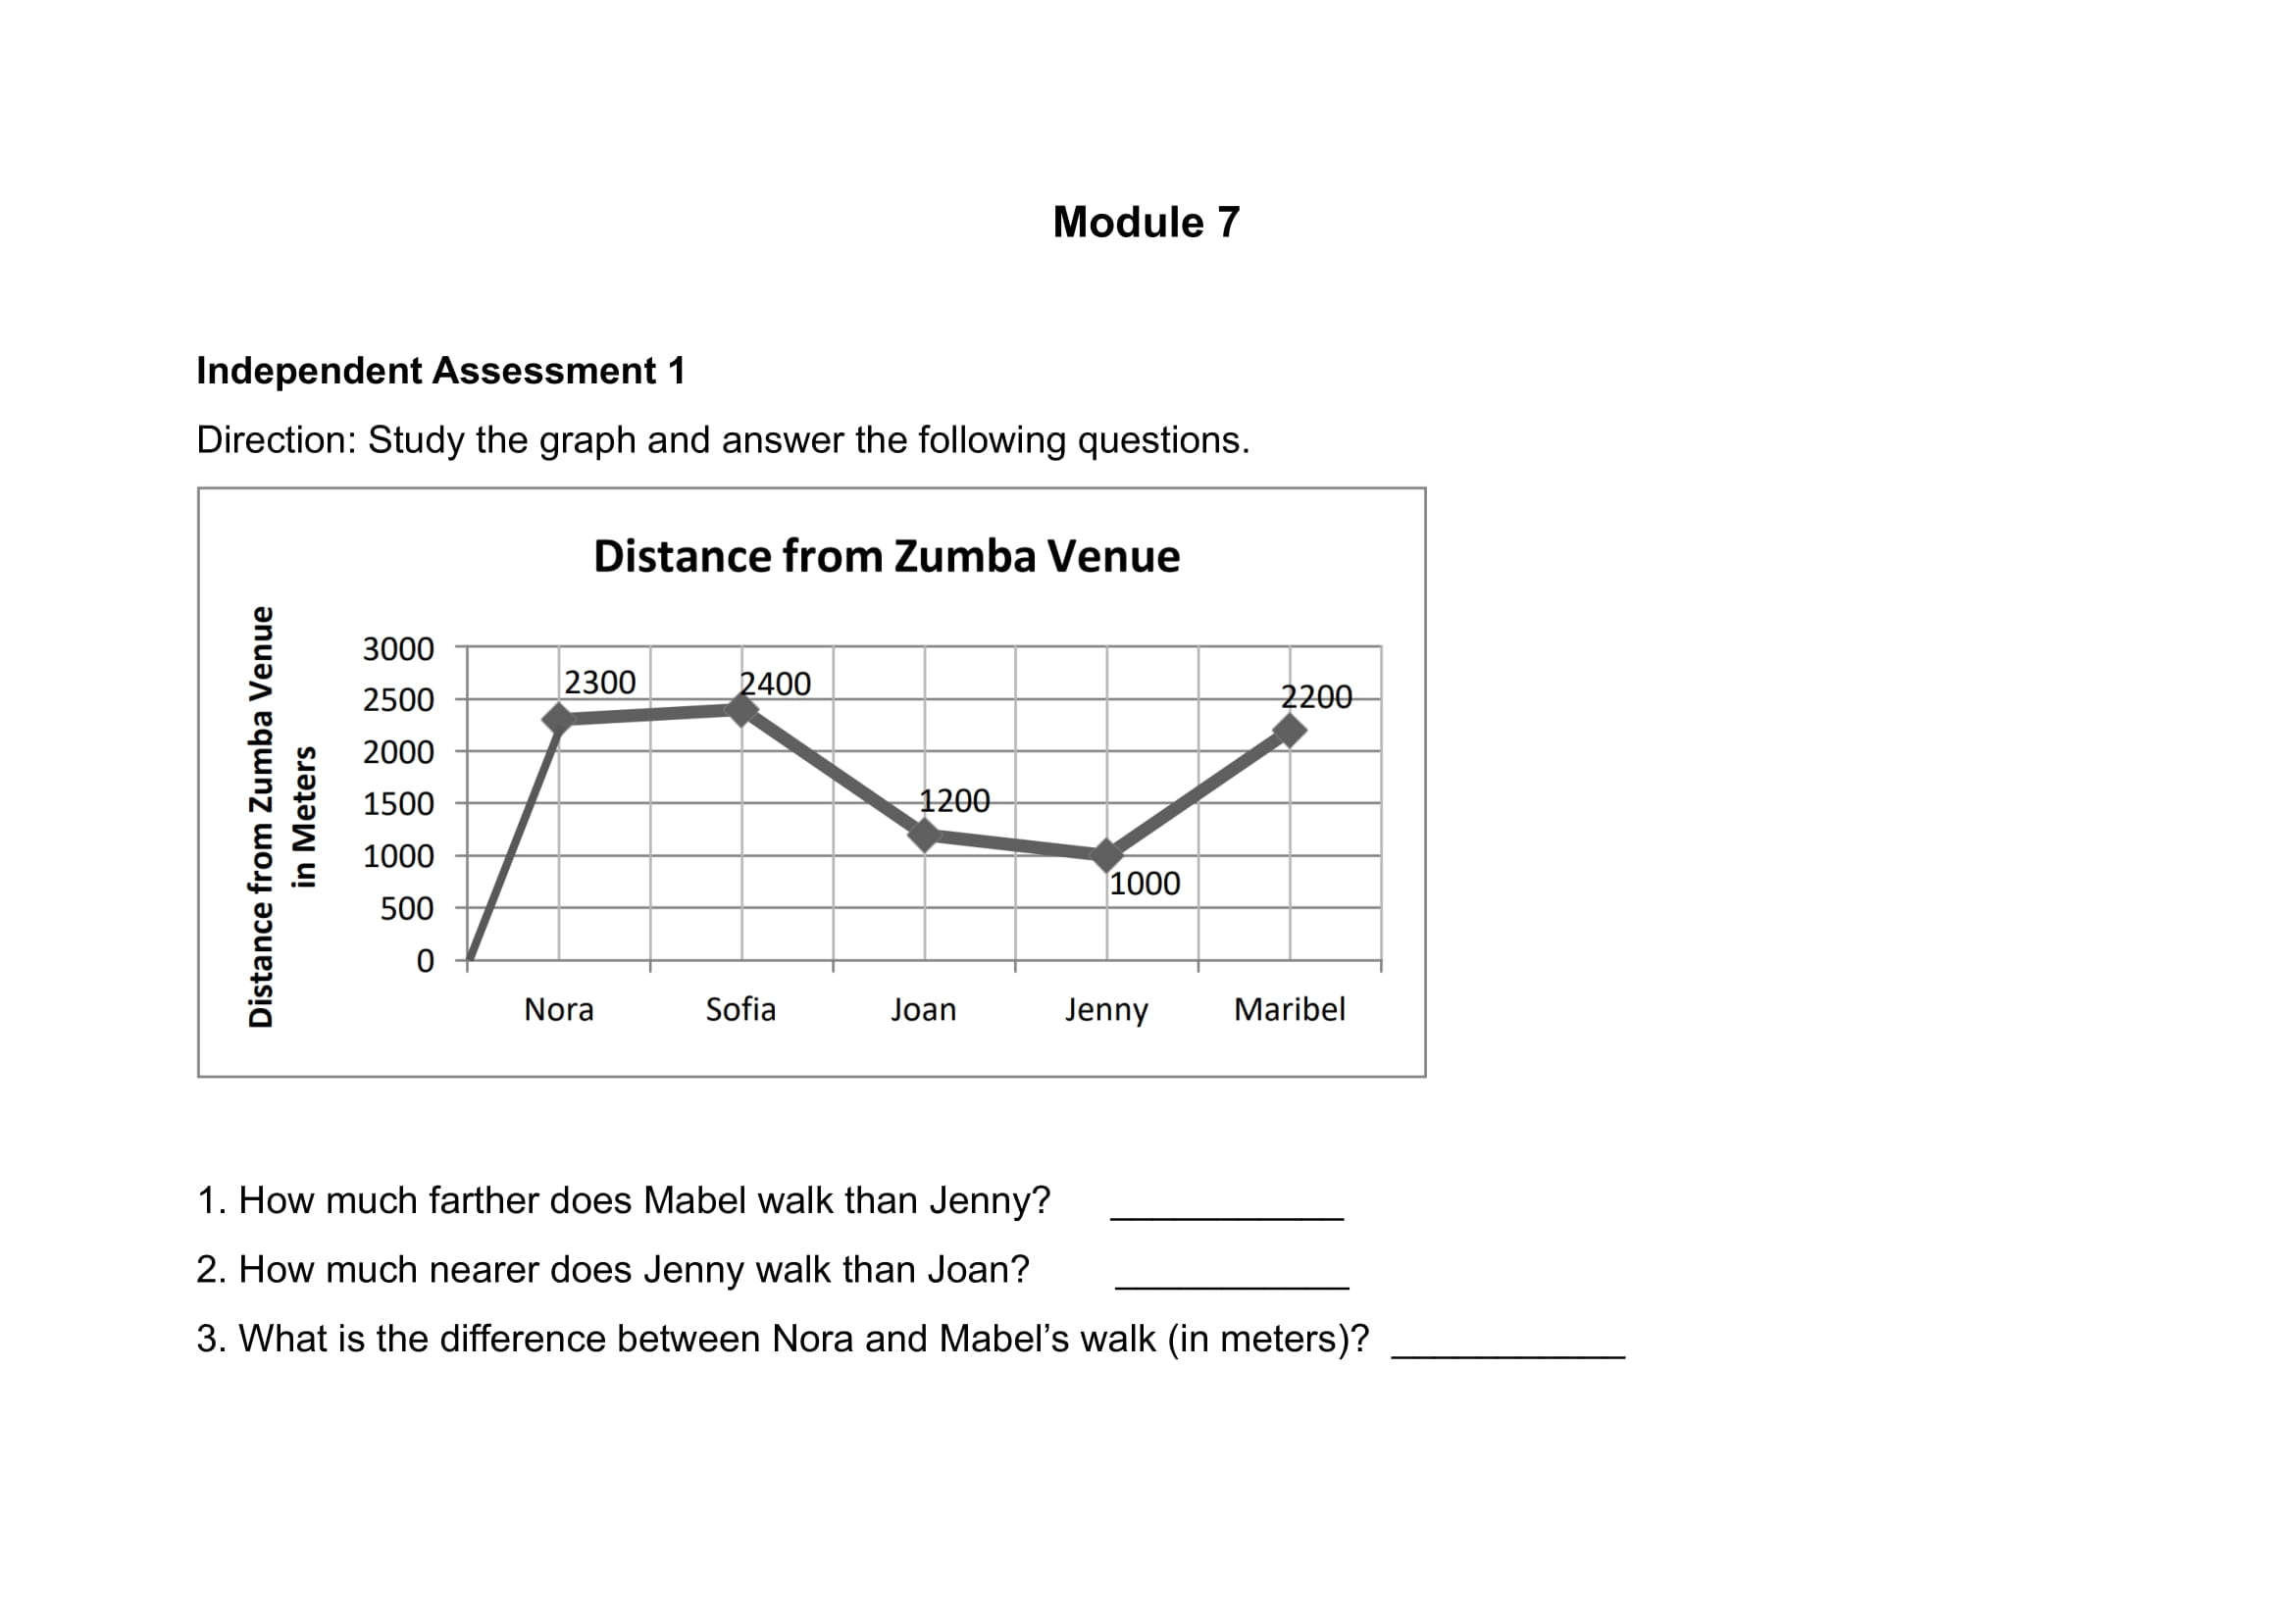 Module 7
Independent Assessment 1
Direction: Study the graph and answer the following questions.
Distance from Zumba Venue
Distance from Zumba Venue
in Meters
3000
2500
2000
1500
1000
500
0
2300
2400
1200
1000
2200
Nora Sofia Joan Jenny Maribel
1. How much farther does Mabel walk than Jenny? ___________
2. How much nearer does Jenny walk than Joan? ___________
3. What is the difference between Nora and Mabel’s walk (in meters)? ___________